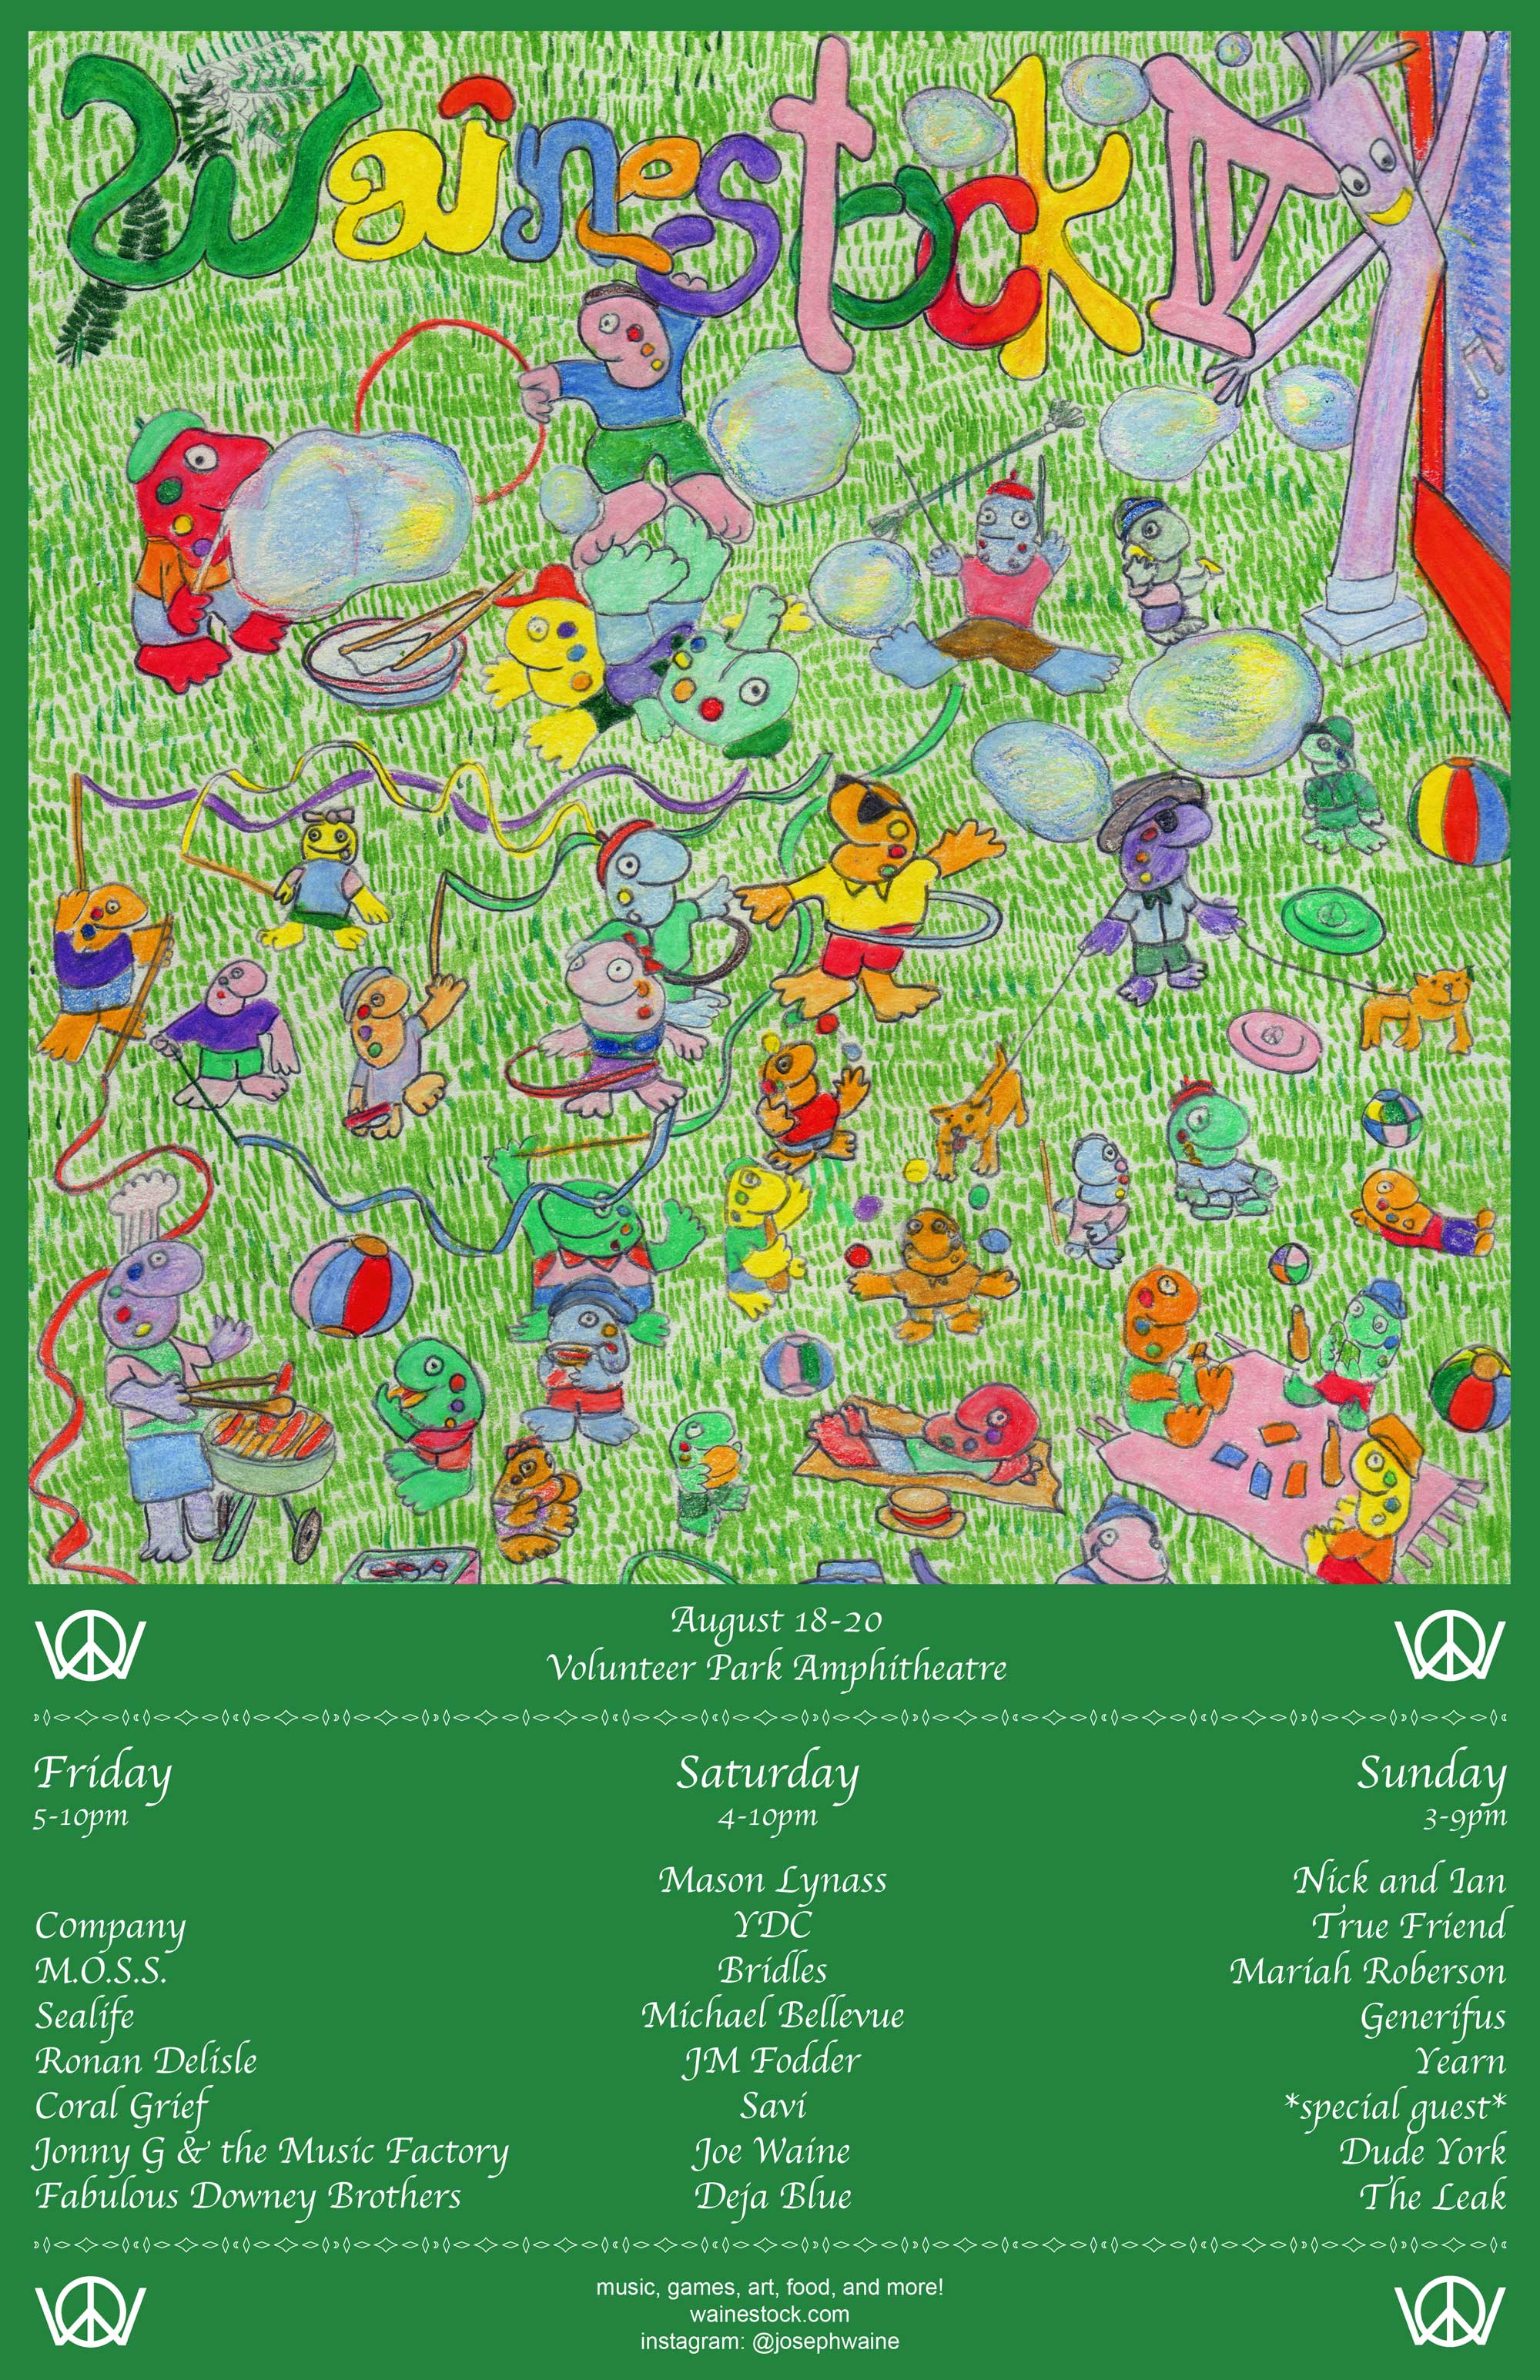 Wainestock IV
August 18-20
Volunteer Park Amphitheatre
Friday
5-10pm
Company
M.O.S.S.
Sealife
Ronan Delisle
Coral Grief
Jonny G & the Music Factory
Fabulous Downey Brothers
Saturday
4-10pm
Mason Lynass
YDC
Bridles
Michael Bellevue
JM Fodder
Savi
Joe Waine
Deja Blue
Sunday
3-9pm
Nick and Ian
True Friend
Mariah Roberson
Generifus
Yearn
*special guest*
Dude York
The Leak
music, games, art, food, and more!
wainestock.com
instagram: @josephwaine